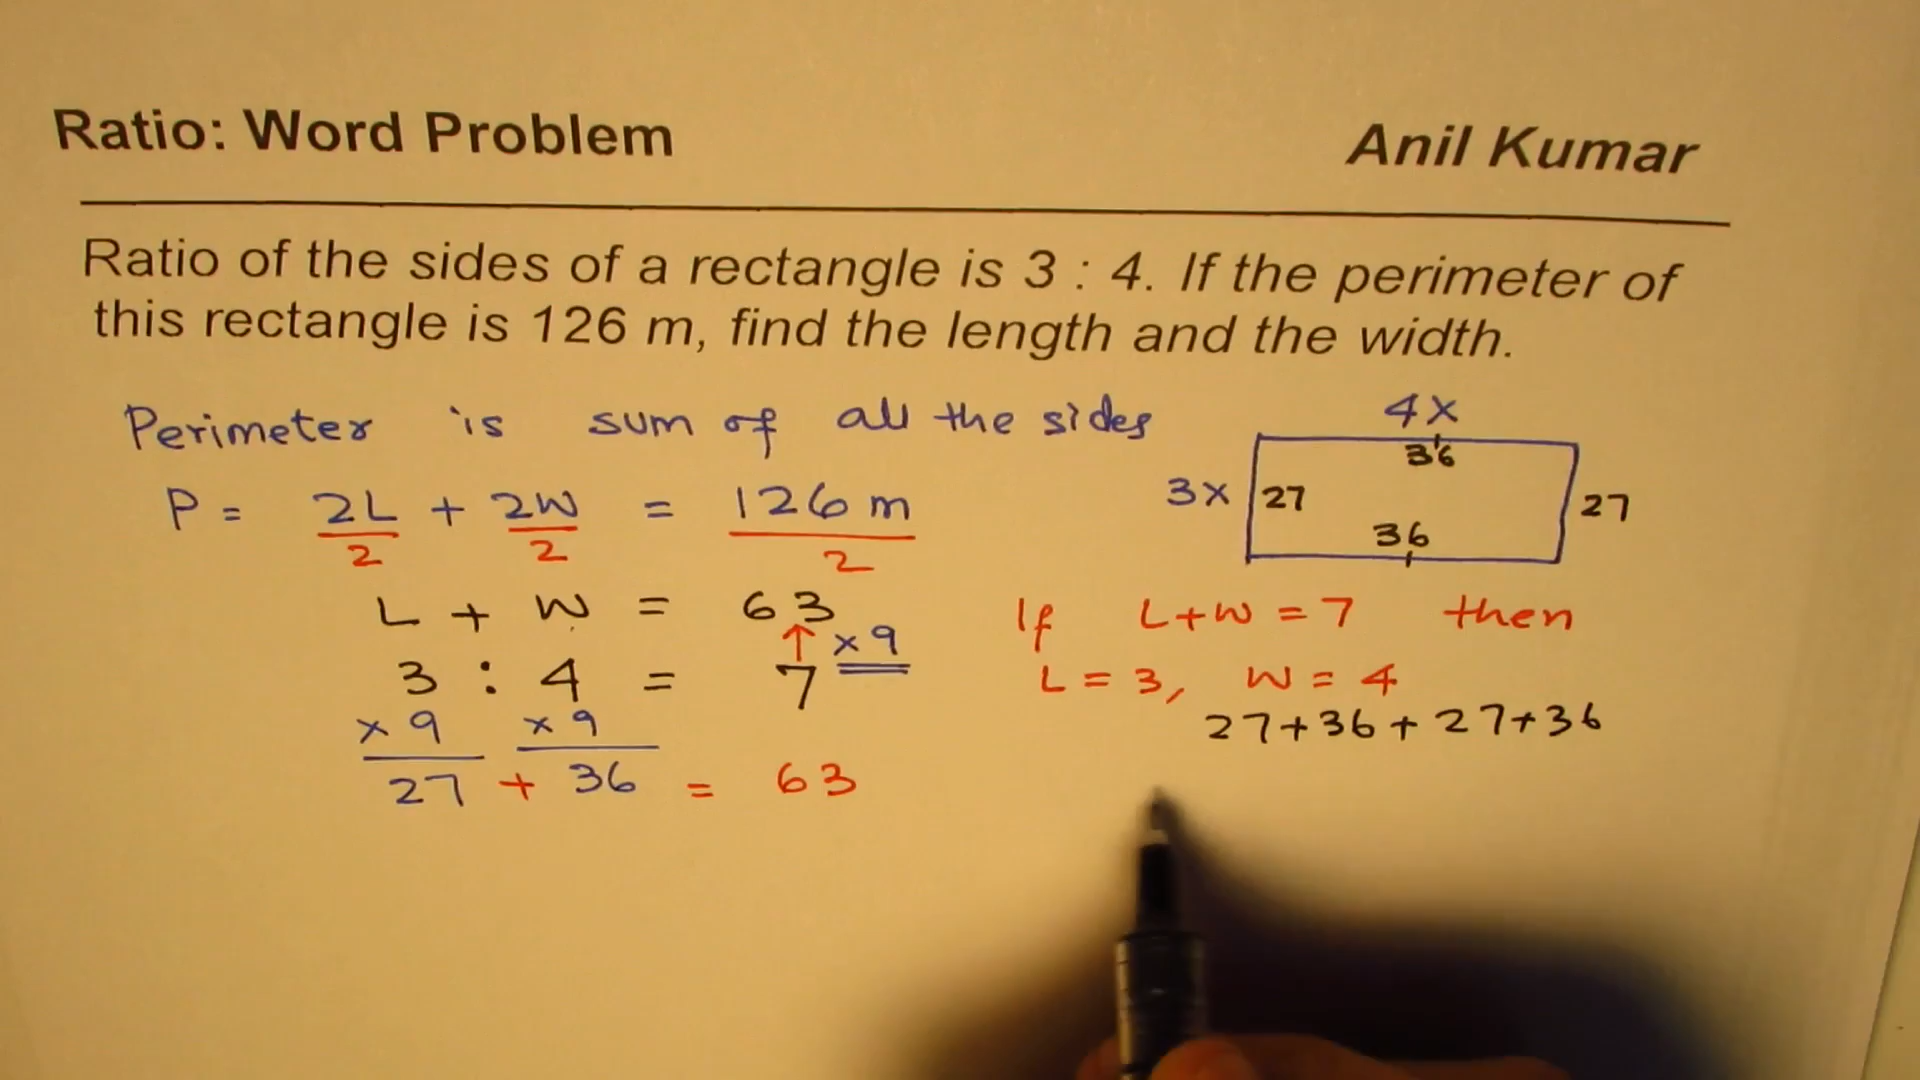 Ratio: Word Problem
Anil Kumar
Ratio of the sides of a rectangle is 3 : 4. If the perimeter of
this rectangle is 126 m, find the length and the width.
Perimeter is sum of all the sides
P = 2L/2 + 2W/2 = 126 m/2
L + W = 63
↑ × 9
3 : 4 = 7
× 9 × 9
27 + 36 = 63
4x
36
3x 27 27
36
If L+W = 7 then
L = 3, W = 4
27+36+27+36